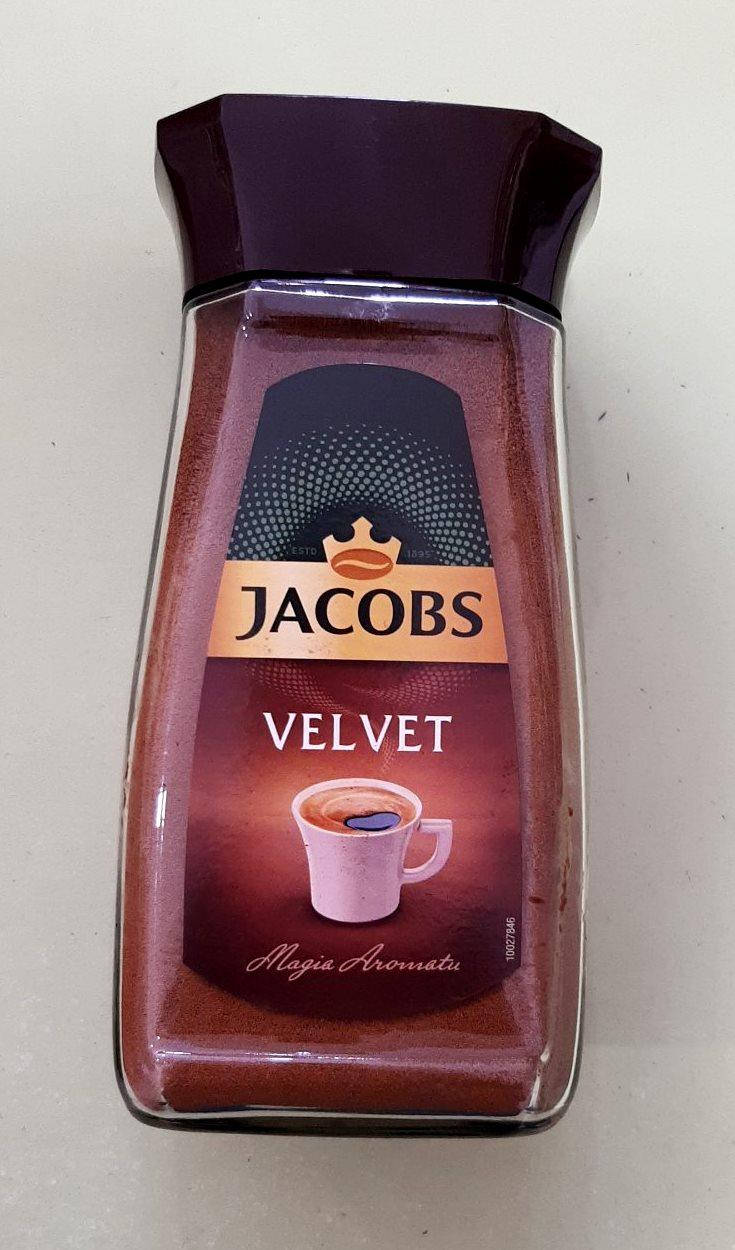 ESTD 1895
JACOBS
VELVET
Magia Aromatu
10027846